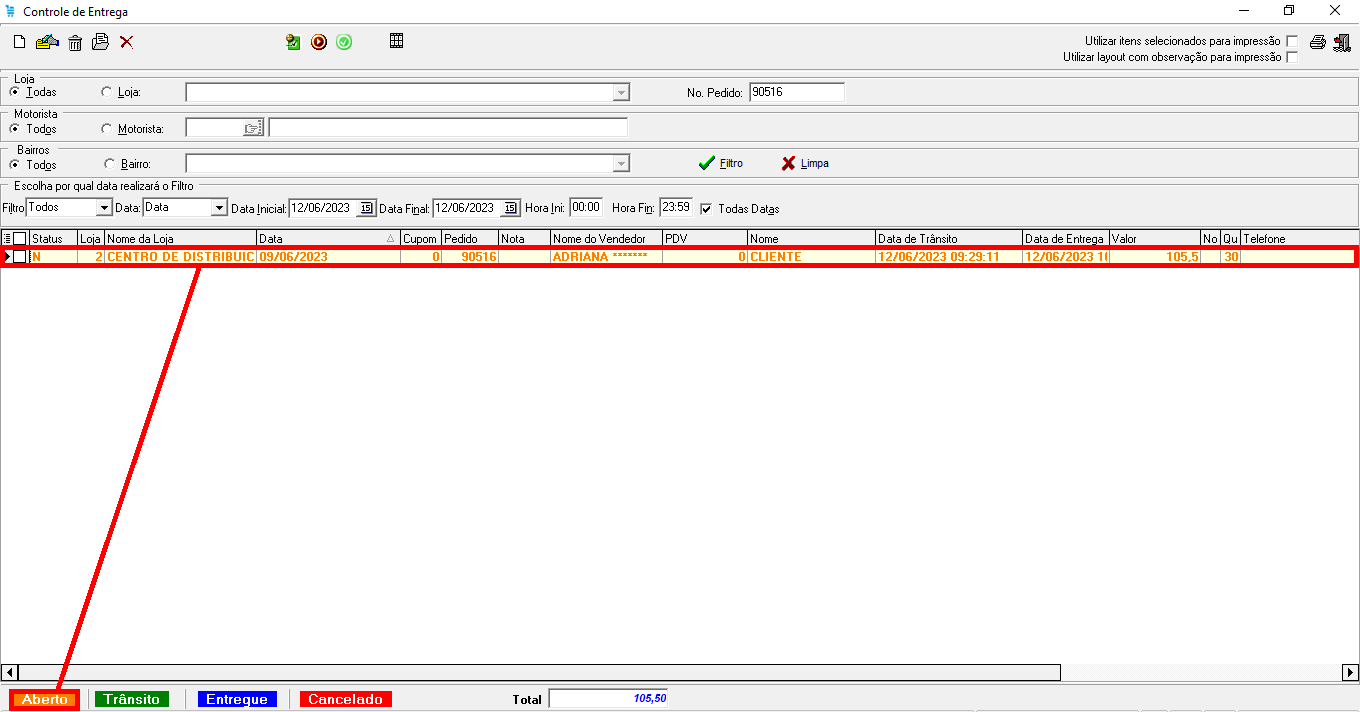 Controle de Entrega
Utilizar itens selecionados para impressão
Utilizar layout com observação para impressão
Loja
Todas Loja: No. Pedido: 90516
Motorista
Todos Motorista:
Bairros
Todos Bairro: Filtro Limpa
Escolha por qual data realizará o Filtro
Filtro Todos Data: Data Data Inicial: 12/06/2023 15 Data Final: 12/06/2023 15 Hora Ini: 00:00 Hora Fin: 23:59 Todas Datas
Status Loja Nome da Loja Data Cupom Pedido Nota Nome do Vendedor PDV Nome Data de Trânsito Data de Entrega Valor No Qu Telefone
N 2 CENTRO DE DISTRIBUIC 09/06/2023 0 90516 ADRIANA ******* 0 CLIENTE 12/06/2023 09:29:11 12/06/2023 105,5 30
Aberto Trânsito Entregue Cancelado Total 105,50